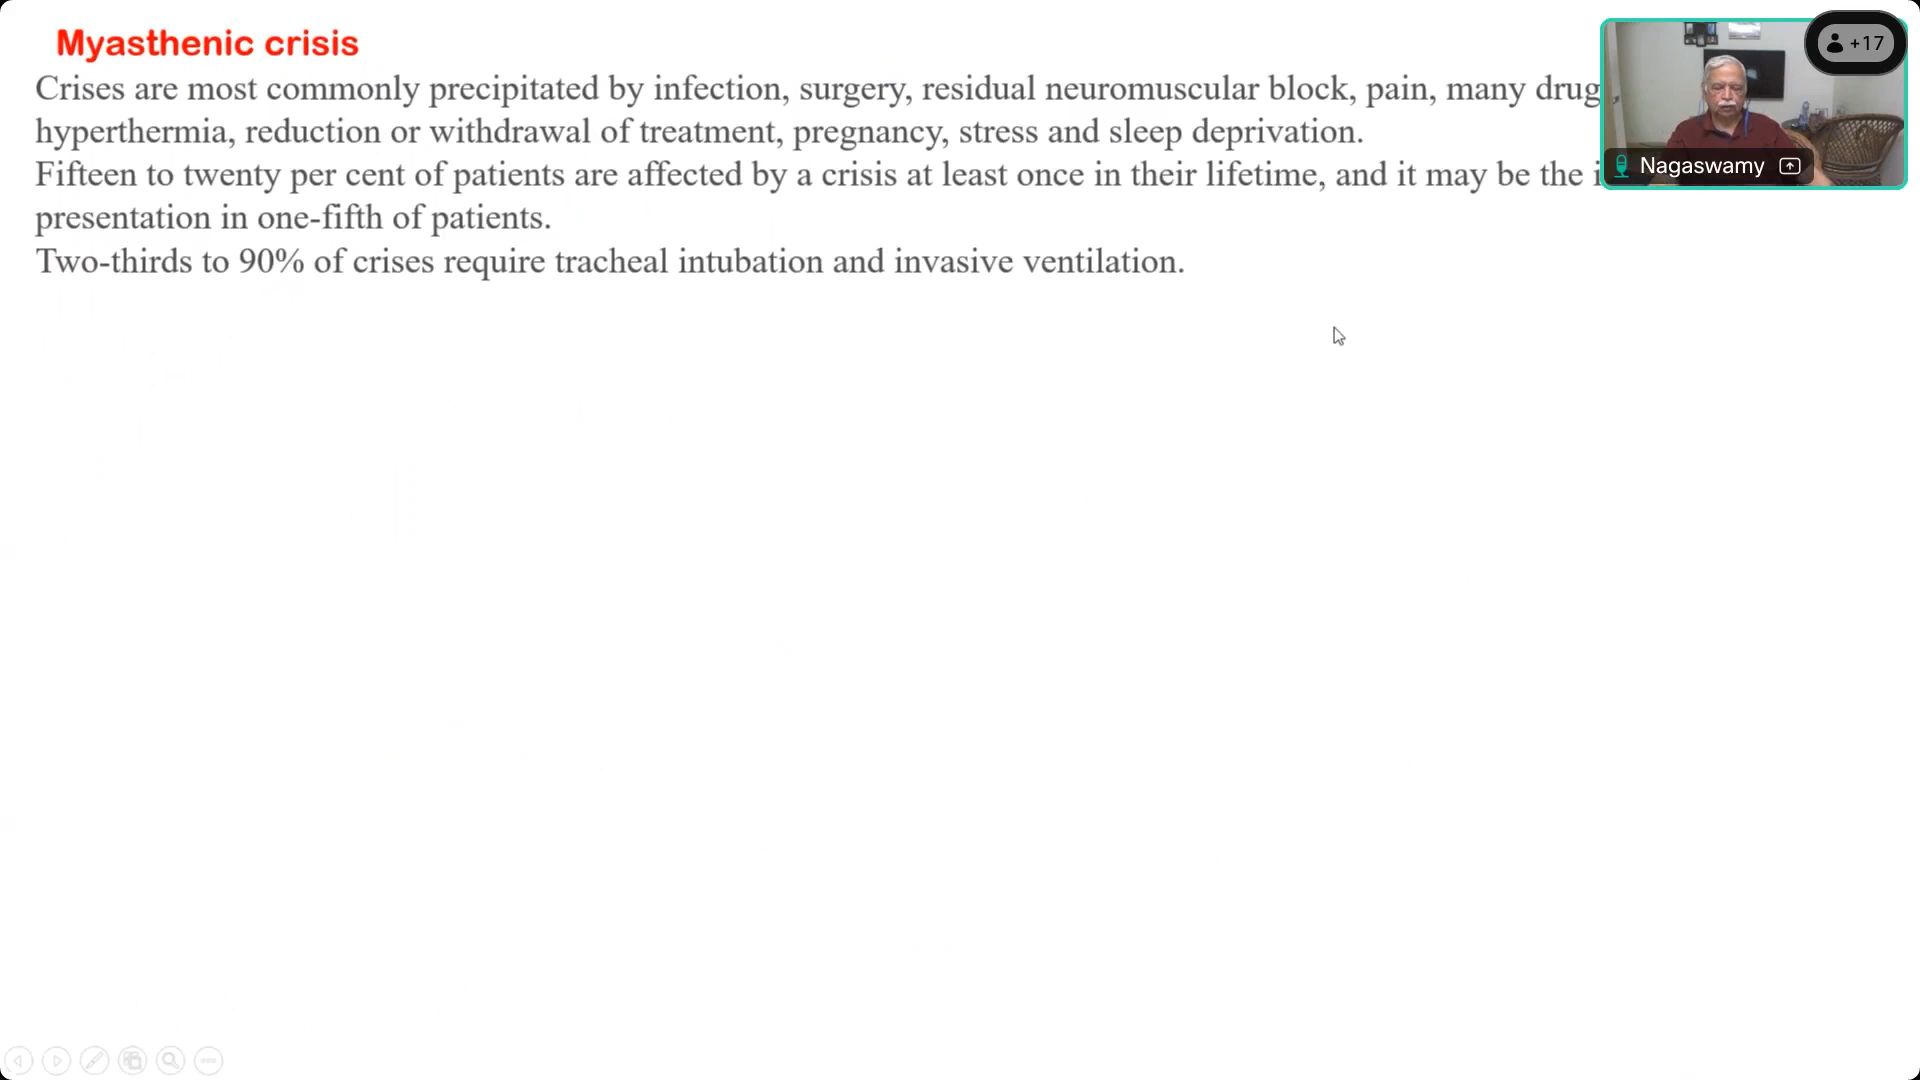 Myasthenic crisis
Crises are most commonly precipitated by infection, surgery, residual neuromuscular block, pain, many drug
hyperthermia, reduction or withdrawal of treatment, pregnancy, stress and sleep deprivation.
Fifteen to twenty per cent of patients are affected by a crisis at least once in their lifetime, and it may be the
presentation in one-fifth of patients.
Two-thirds to 90% of crises require tracheal intubation and invasive ventilation.
+17
Nagaswamy